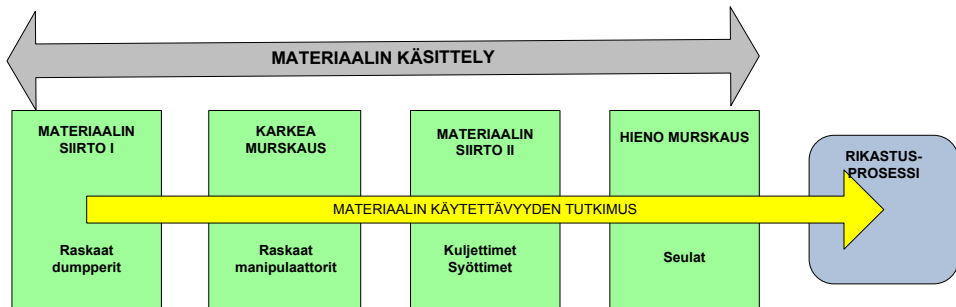 MATERIAALIN KÄSITTELY
MATERIAALIN
SIIRTO I
KARKEA
MURSKAUS
MATERIAALIN
SIIRTO II
HIENO MURSKAUS
RIKASTUS-
PROSESSI
MATERIAALIN KÄYTETTÄVYYDEN TUTKIMUS
Raskaat
dumpperit
Raskaat
manipulaattorit
Kuljettimet
Syöttimet
Seulat